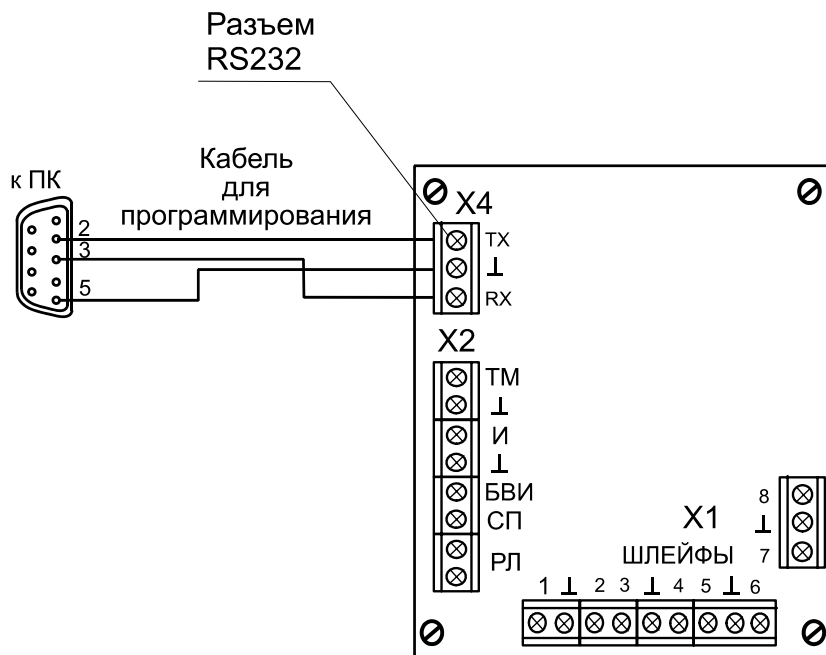 Разъем
RS232
Кабель
для
программирования
к ПК
2
3
5
X4
TX
⊥
RX
X2
ТМ
⊥
И
⊥
БВИ
СП
РЛ
X1
ШЛЕЙФЫ
8
⊥
7
1 ⊥ 2 3 ⊥ 4 5 ⊥ 6